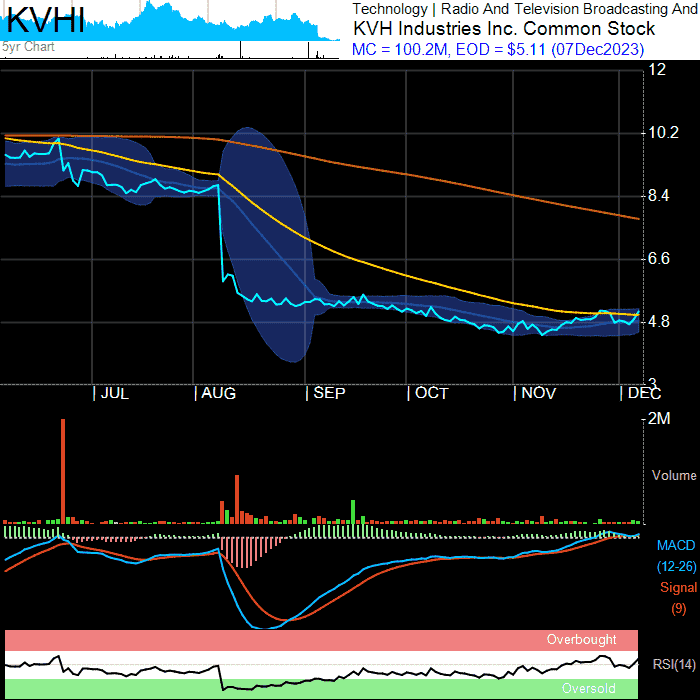 KVHI
5yr Chart
Technology | Radio And Television Broadcasting And
KVH Industries Inc. Common Stock
MC = 100.2M, EOD = $5.11 (07Dec2023)
12
10.2
8.4
6.6
4.8
3
JUL
AUG
SEP
OCT
NOV
DEC
2M
Volume
MACD
(12-26)
Signal
(9)
Overbought
RSI(14)
Oversold